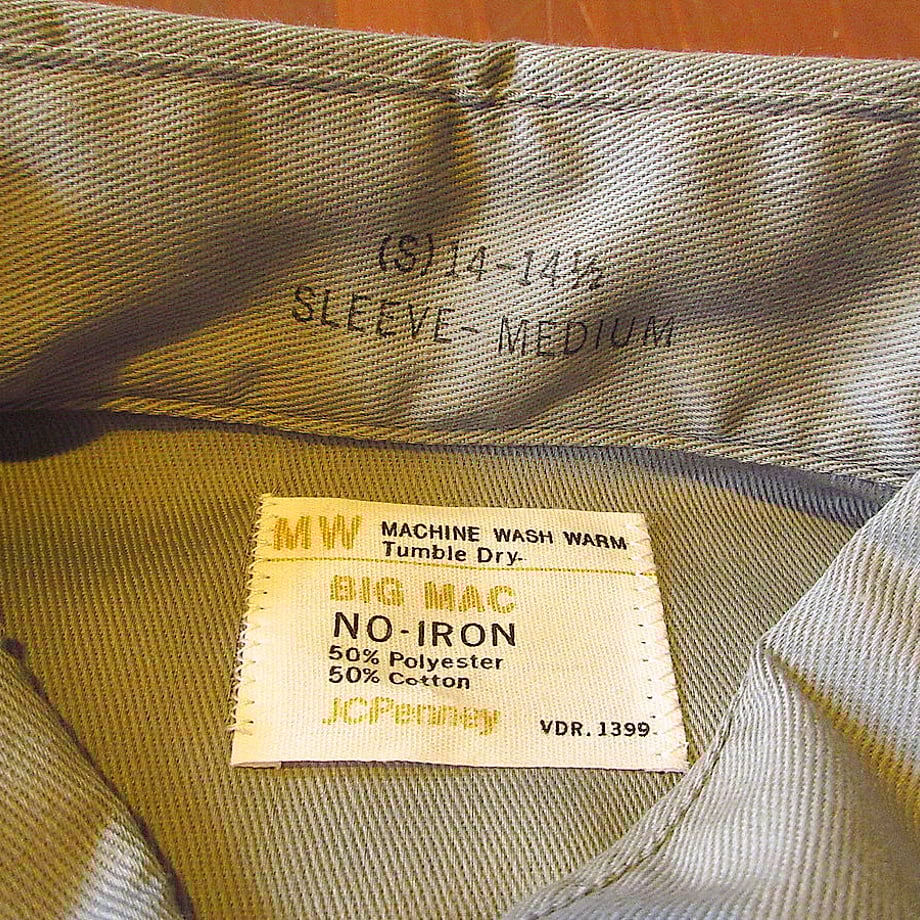 (S) 14-14½
SLEEVE- MEDIUM
MW MACHINE WASH WARM
Tumble Dry-
BIG MAC
NO-IRON
50% Polyester
50% Cotton
JCPenney
VDR. 1399